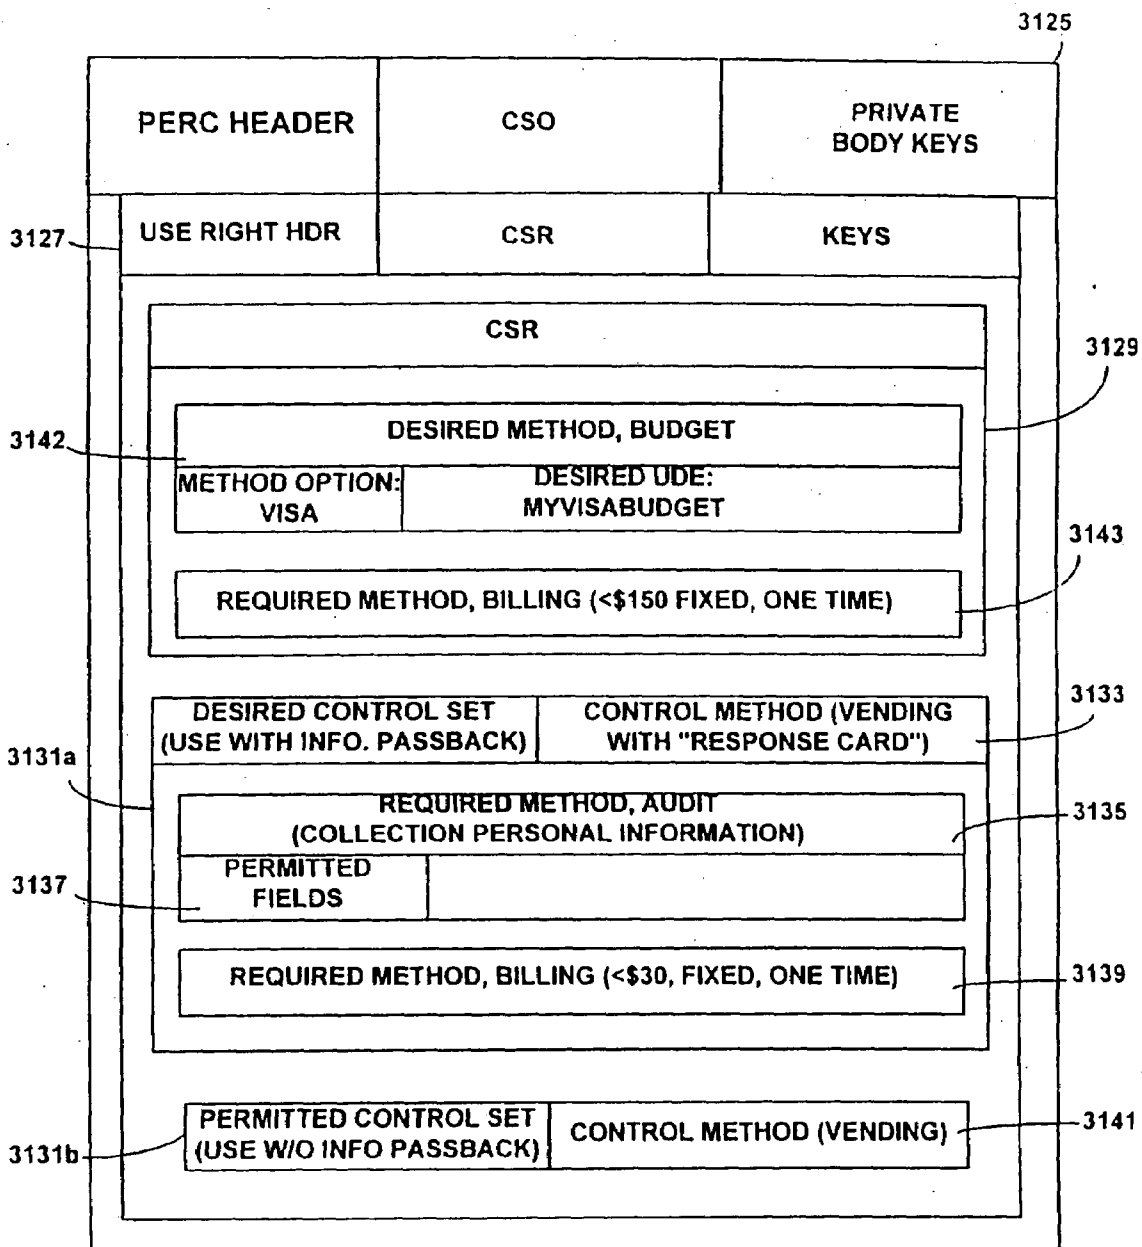 3125
PERC HEADER
CSO
PRIVATE
BODY KEYS
3127
USE RIGHT HDR
CSR
KEYS
CSR
3129
3142
DESIRED METHOD, BUDGET
METHOD OPTION:
VISA
DESIRED UDE:
MYVISABUDGET
3143
REQUIRED METHOD, BILLING (<$150 FIXED, ONE TIME)
DESIRED CONTROL SET
(USE WITH INFO. PASSBACK)
CONTROL METHOD (VENDING
WITH "RESPONSE CARD")
3133
3131a
REQUIRED METHOD, AUDIT
(COLLECTION PERSONAL INFORMATION)
3135
3137
PERMITTED
FIELDS
REQUIRED METHOD, BILLING (<$30, FIXED, ONE TIME)
3139
3131b
PERMITTED CONTROL SET
(USE W/O INFO PASSBACK)
CONTROL METHOD (VENDING)
3141